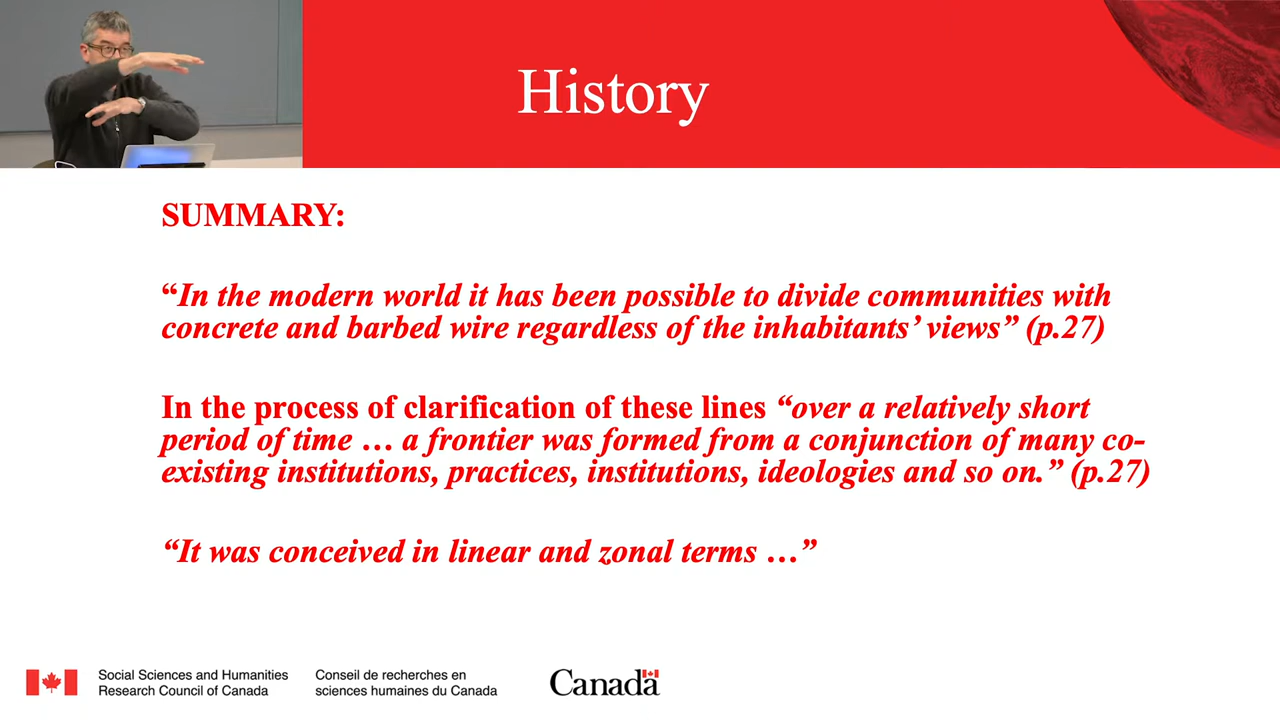 History
SUMMARY:
“In the modern world it has been possible to divide communities with
concrete and barbed wire regardless of the inhabitants’ views” (p.27)
In the process of clarification of these lines “over a relatively short
period of time … a frontier was formed from a conjunction of many co-
existing institutions, practices, institutions, ideologies and so on.” (p.27)
“It was conceived in linear and zonal terms …”
Social Sciences and Humanities
Research Council of Canada
Conseil de recherches en
sciences humaines du Canada
Canada